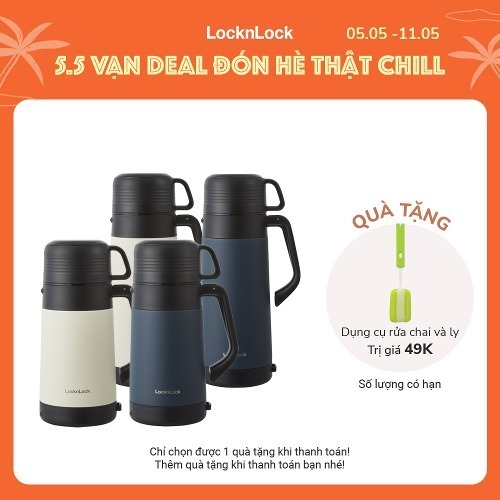 LocknLock
05.05 -11.05
5.5 VẠN DEAL ĐÓN HÈ THẬT CHILL
QUÀ TẶNG
Dụng cụ rửa chai và ly
Trị giá 49K
Số lượng có hạn
LocknLock
LocknLock
Chỉ chọn được 1 quà tặng khi thanh toán!
Thêm quà tặng khi thanh toán bạn nhé!